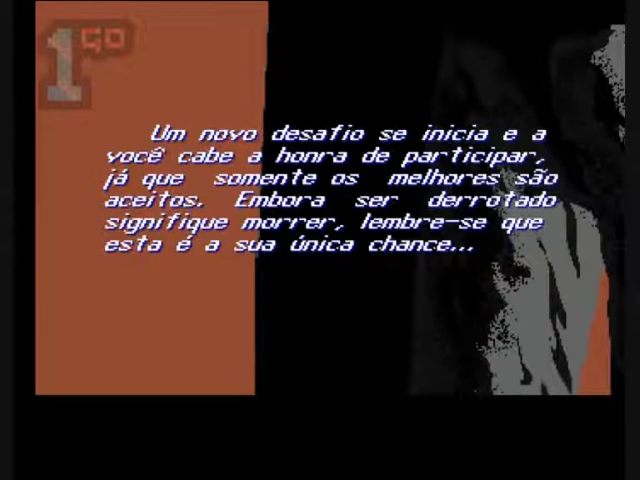 1º GO
Um novo desafio se inicia e a
você cabe a honra de participar,
já que somente os melhores são
aceitos. Embora ser derrotado
signifique morrer, lembre-se que
esta é a sua única chance...